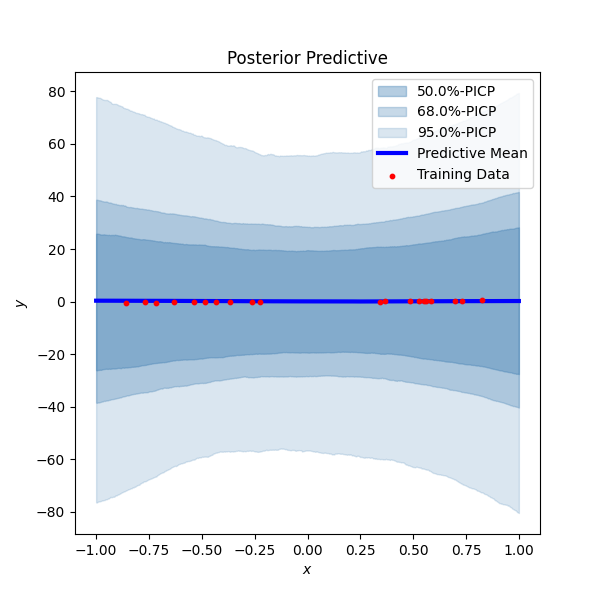 Posterior Predictive
80
60
40
20
0
−20
−40
−60
−80
y
50.0%-PICP
68.0%-PICP
95.0%-PICP
Predictive Mean
Training Data
−1.00 −0.75 −0.50 −0.25 0.00 0.25 0.50 0.75 1.00
x